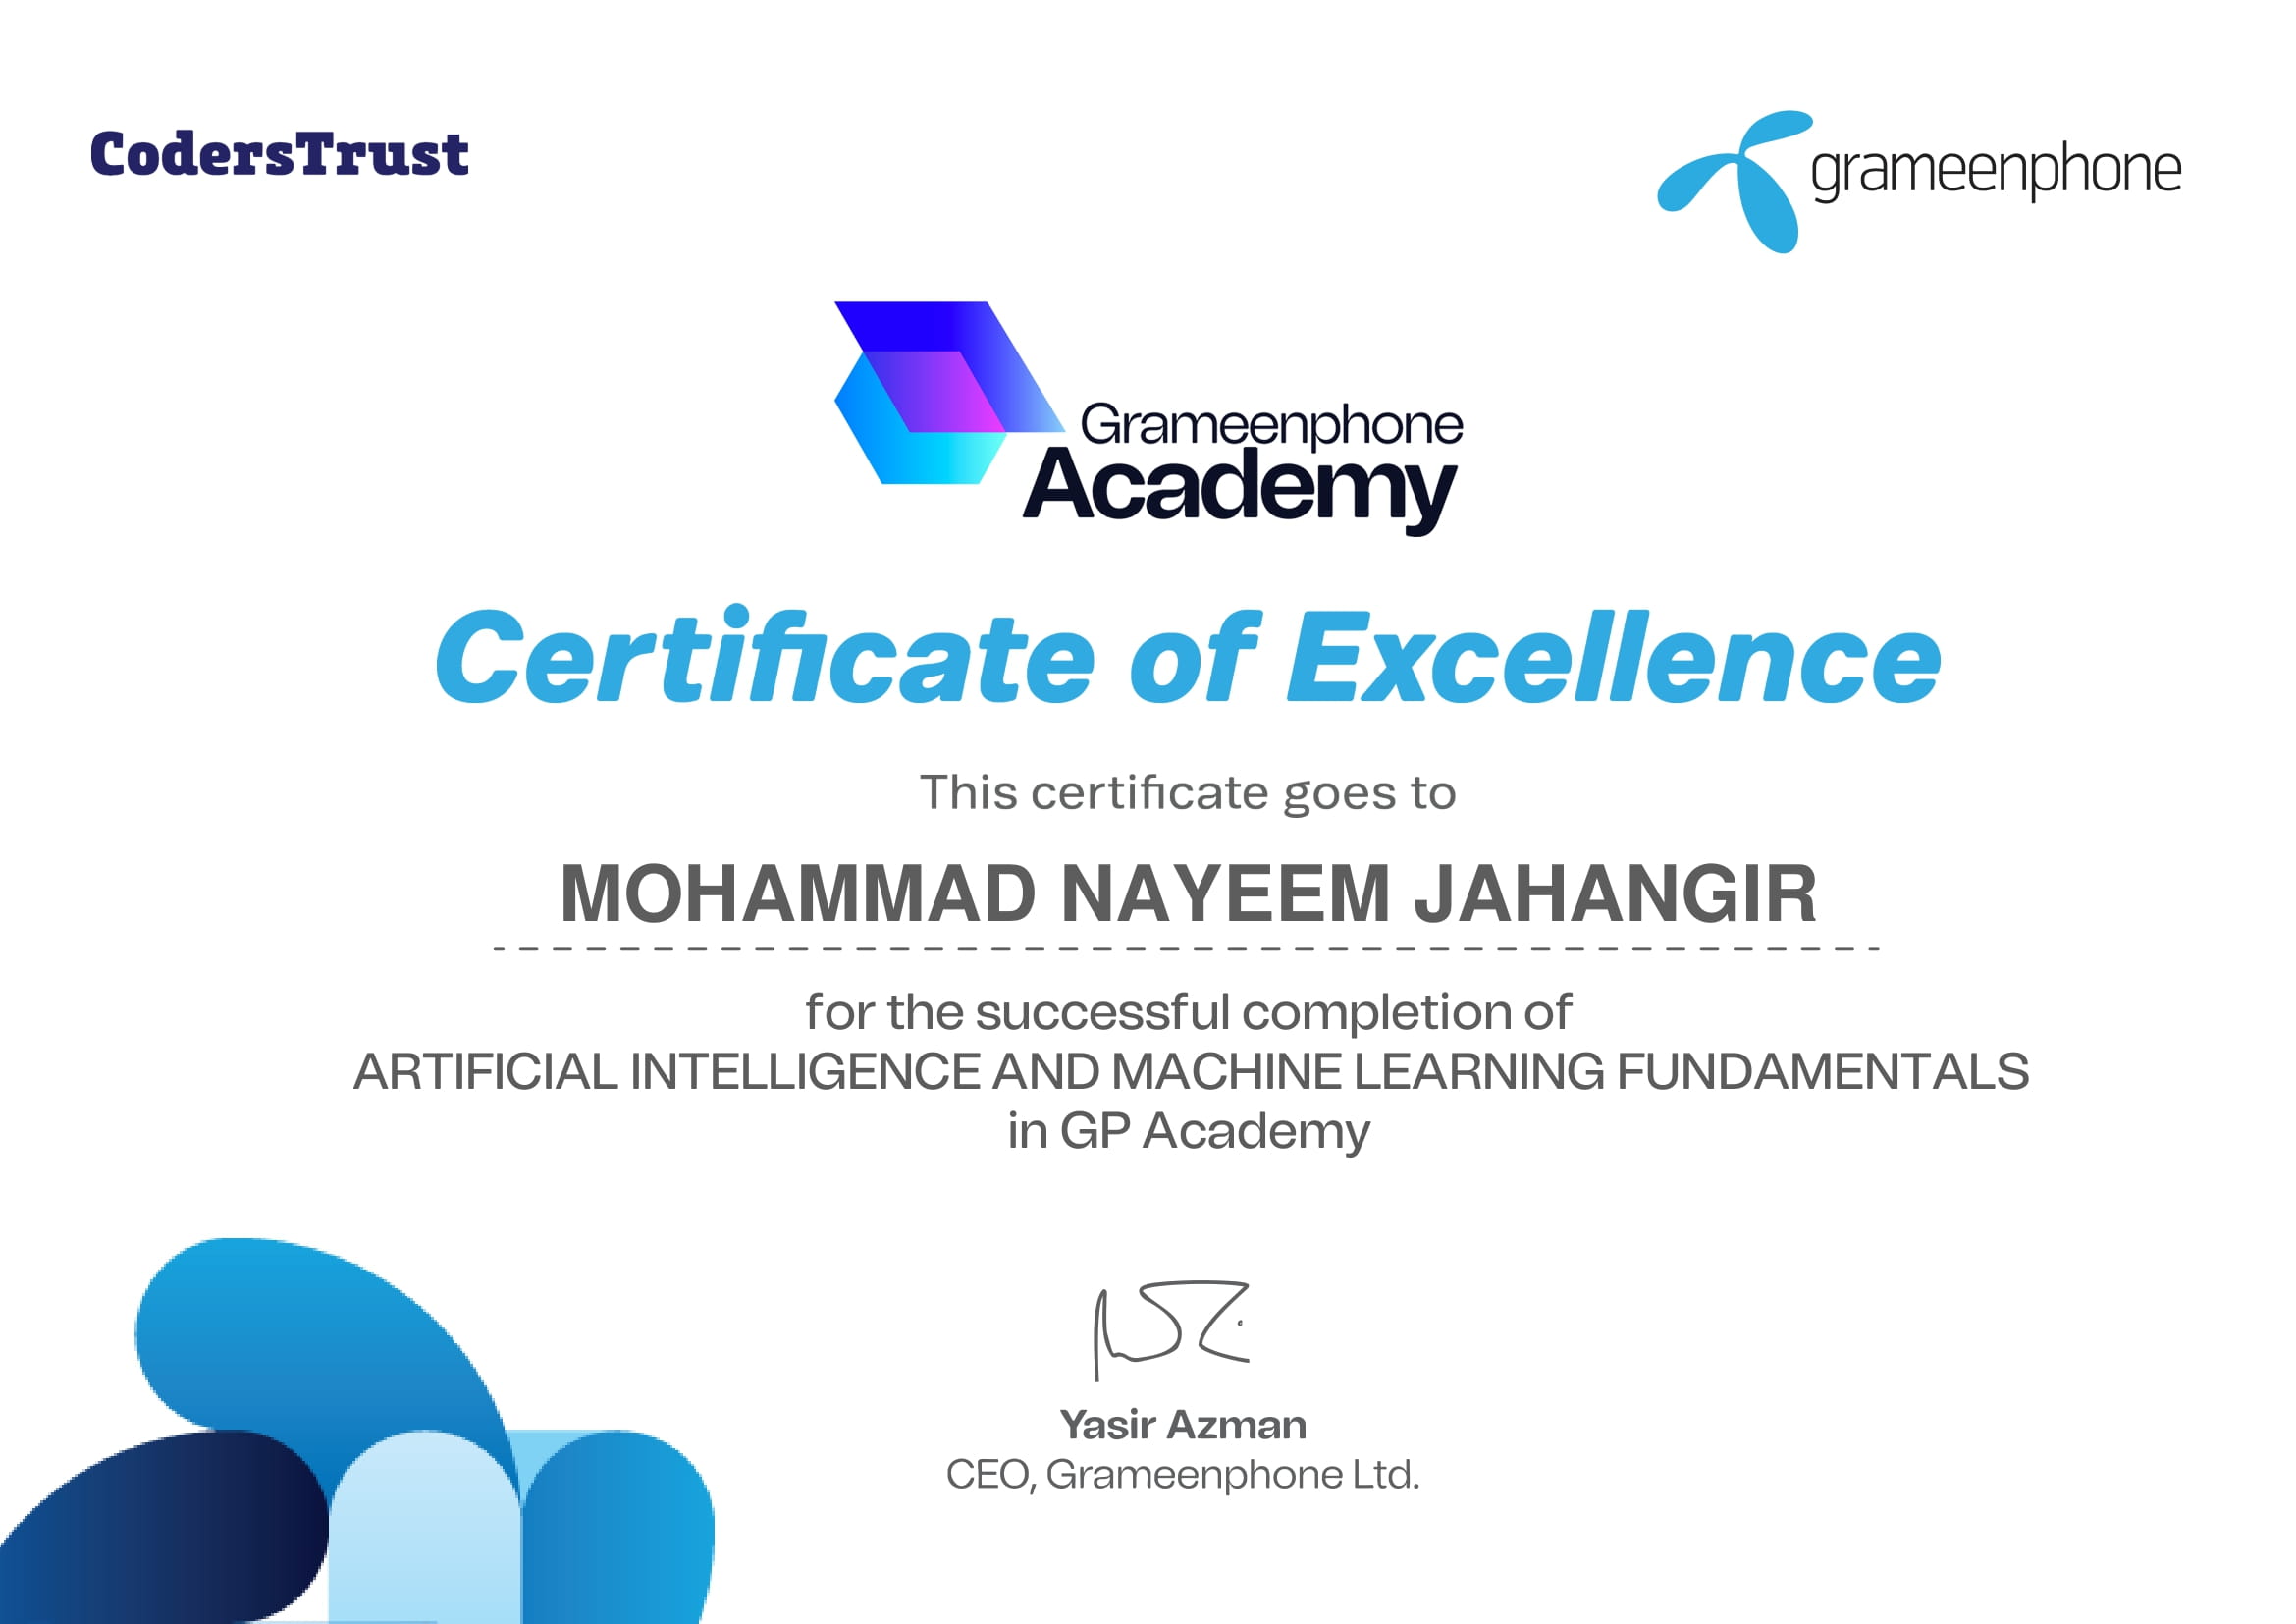 CodersTrust
grameenphone
Grameenphone
Academy
Certificate of Excellence
This certificate goes to
MOHAMMAD NAYEEM JAHANGIR
for the successful completion of
ARTIFICIAL INTELLIGENCE AND MACHINE LEARNING FUNDAMENTALS
in GP Academy
Yasir Azman
CEO, Grameenphone Ltd.